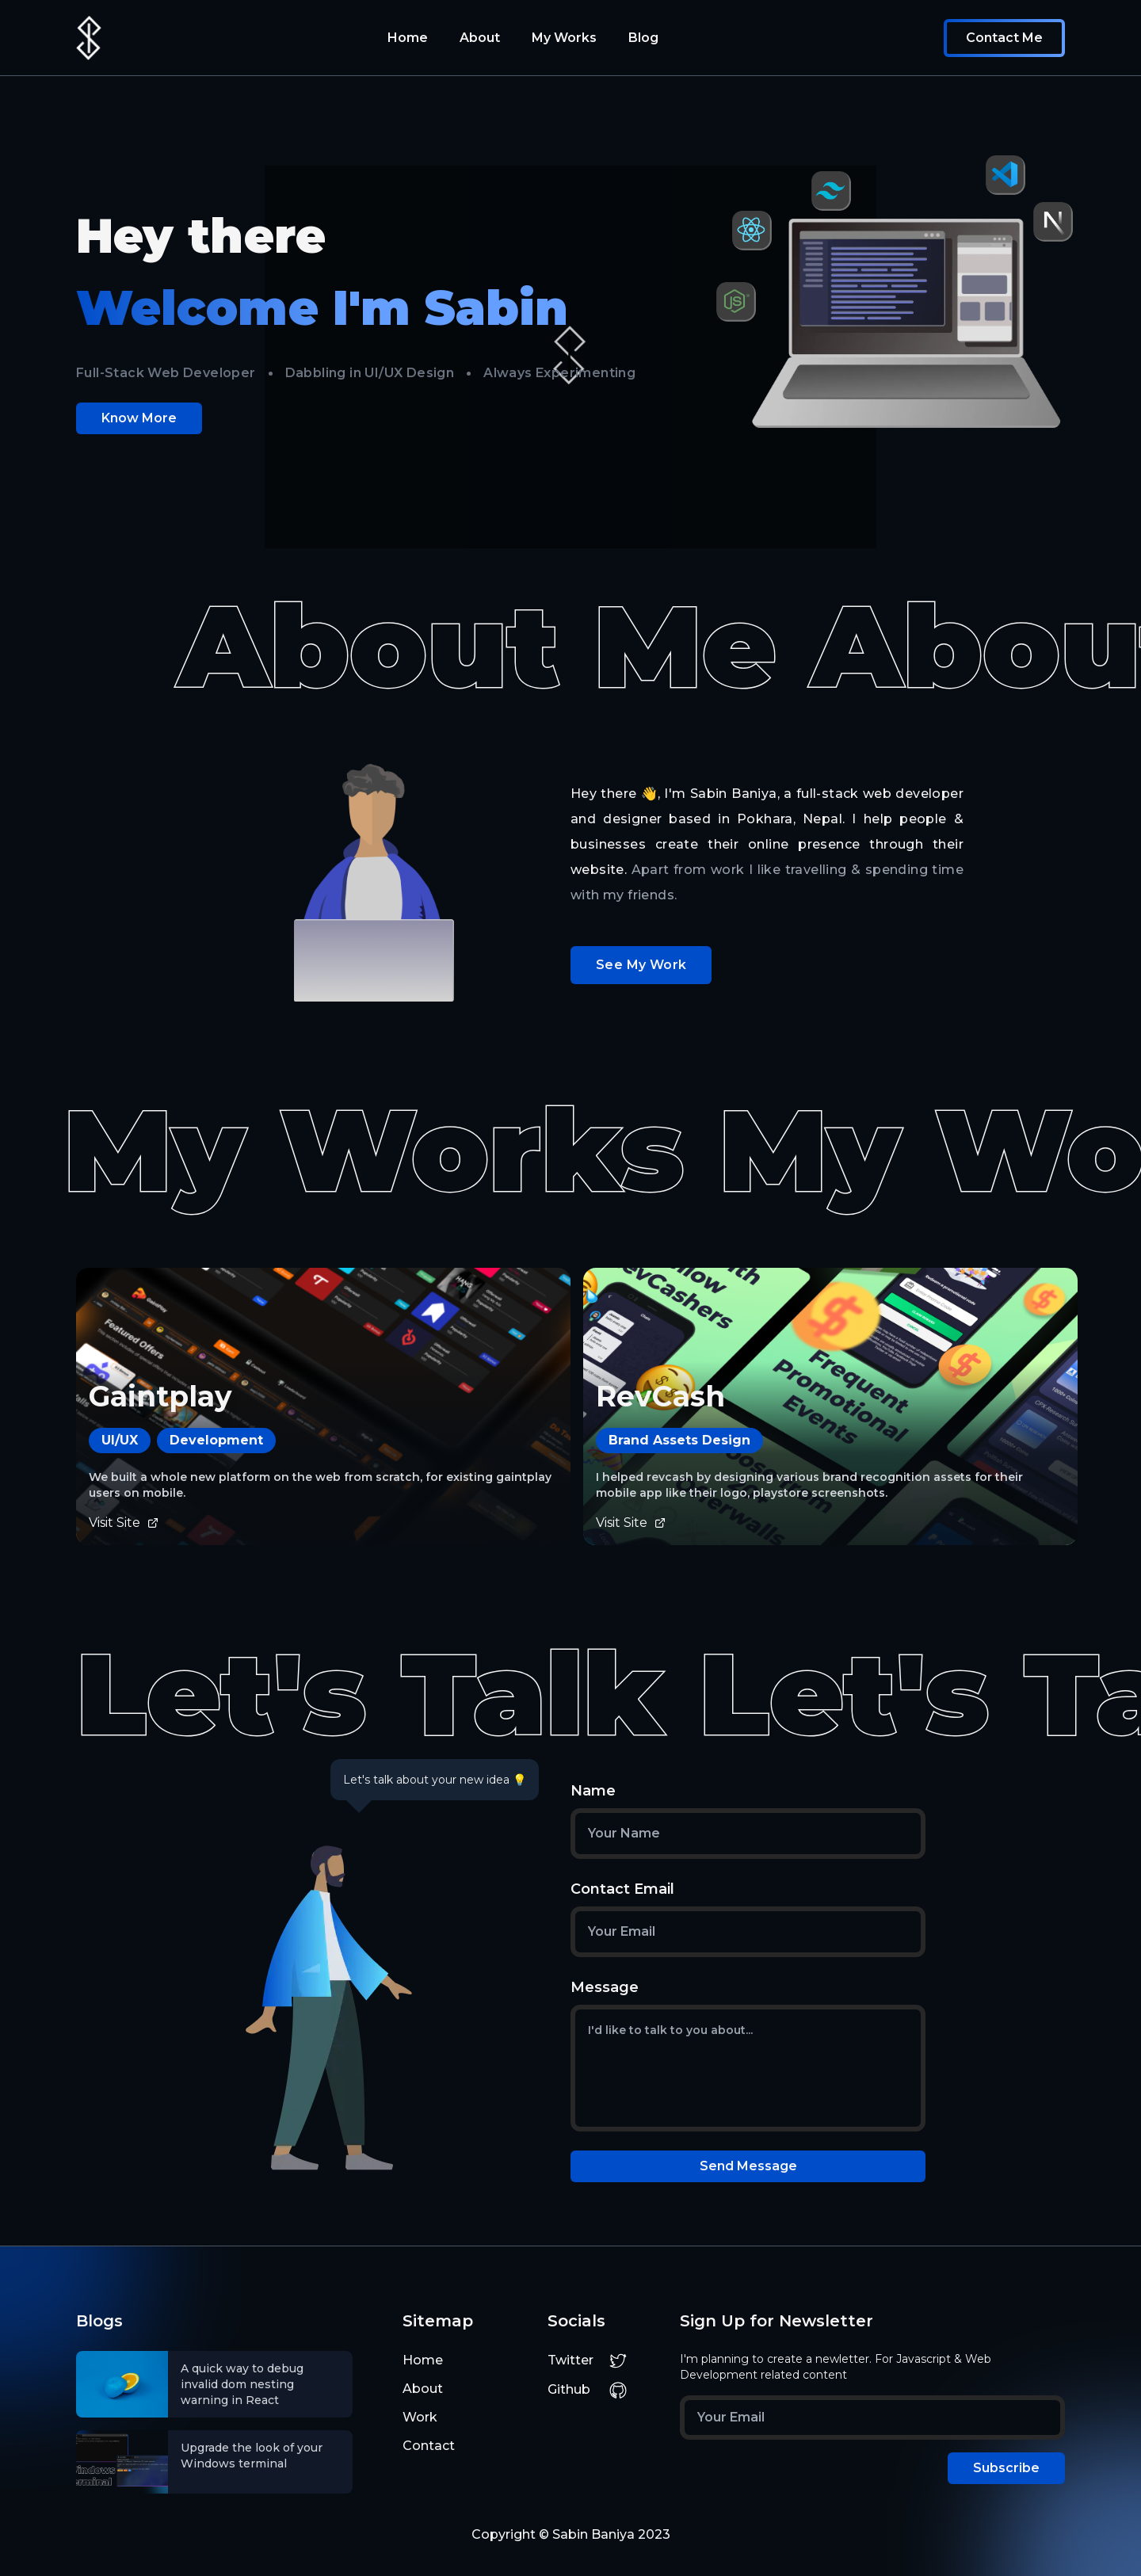 Home About My Works Blog Contact Me
Hey there
Welcome I'm Sabin
Full-Stack Web Developer • Dabbling in UI/UX Design • Always Experimenting
Know More
About Me About
Hey there 👋, I'm Sabin Baniya, a full-stack web developer
and designer based in Pokhara, Nepal. I help people &
businesses create their online presence through their
website. Apart from work I like travelling & spending time
with my friends.
See My Work
My Works My Wo
Gaintplay
Featured Offers
UI/UX Development
We built a whole new platform on the web from scratch, for existing gaintplay
users on mobile.
Visit Site
Follow
RevCashers
Frequent
Promotional
Events
RevCash
Brand Assets Design
I helped revcash by designing various brand recognition assets for their
mobile app like their logo, playstore screenshots.
Visit Site
Let's Talk Let's Ta
Let's talk about your new idea 💡
Name
Your Name
Contact Email
Your Email
Message
I'd like to talk to you about...
Send Message
Blogs
A quick way to debug
invalid dom nesting
warning in React
Upgrade the look of your
Windows terminal
Sitemap
Home
About
Work
Contact
Socials
Twitter
Github
Sign Up for Newsletter
I'm planning to create a newletter. For Javascript & Web
Development related content
Your Email
Subscribe
Copyright © Sabin Baniya 2023